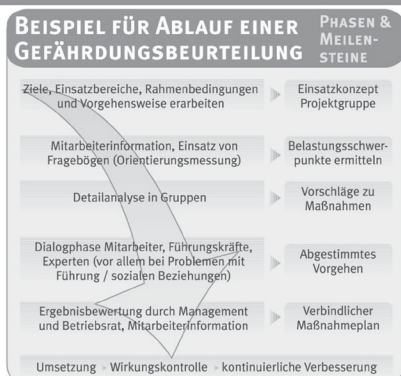 BEISPIEL FÜR ABLAUF EINER
GEFÄHRDUNGSBEURTEILUNG
PHASEN &
MEILEN-
STEINE
Ziele, Einsatzbereiche, Rahmenbedingungen
und Vorgehensweise erarbeiten
Einsatzkonzept
Projektgruppe
Mitarbeiterinformation, Einsatz von
Fragebögen (Orientierungsmessung)
Belastungsschwer-
punkte ermitteln
Detailanalyse in Gruppen
Vorschläge zu
Maßnahmen
Dialogphase Mitarbeiter, Führungskräfte,
Experten (vor allem bei Problemen mit
Führung / sozialen Beziehungen)
Abgestimmtes
Vorgehen
Ergebnisbewertung durch Management
und Betriebsrat, Mitarbeiterinformation
Verbindlicher
Maßnahmeplan
Umsetzung Wirkungskontrolle kontinuierliche Verbesserung